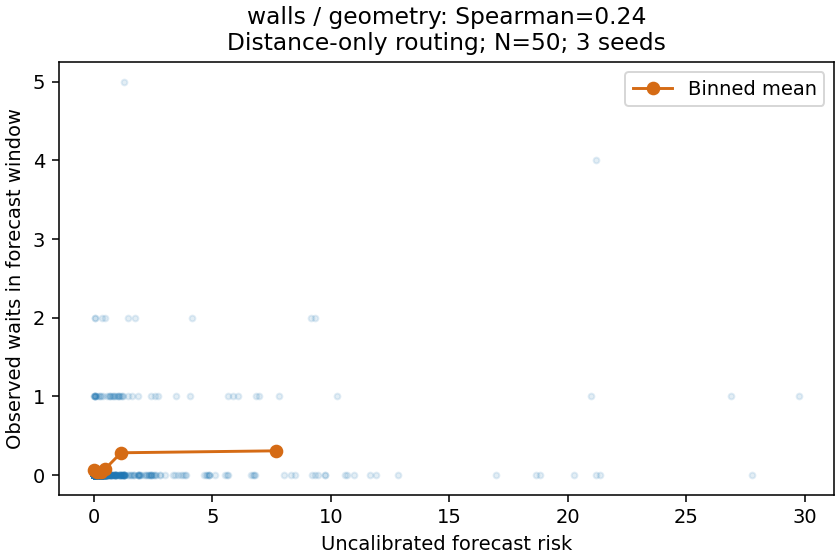 walls / geometry: Spearman=0.24
Distance-only routing; N=50; 3 seeds
Binned mean
Observed waits in forecast window
5
4
3
2
1
0
0
5
10
15
20
25
30
Uncalibrated forecast risk